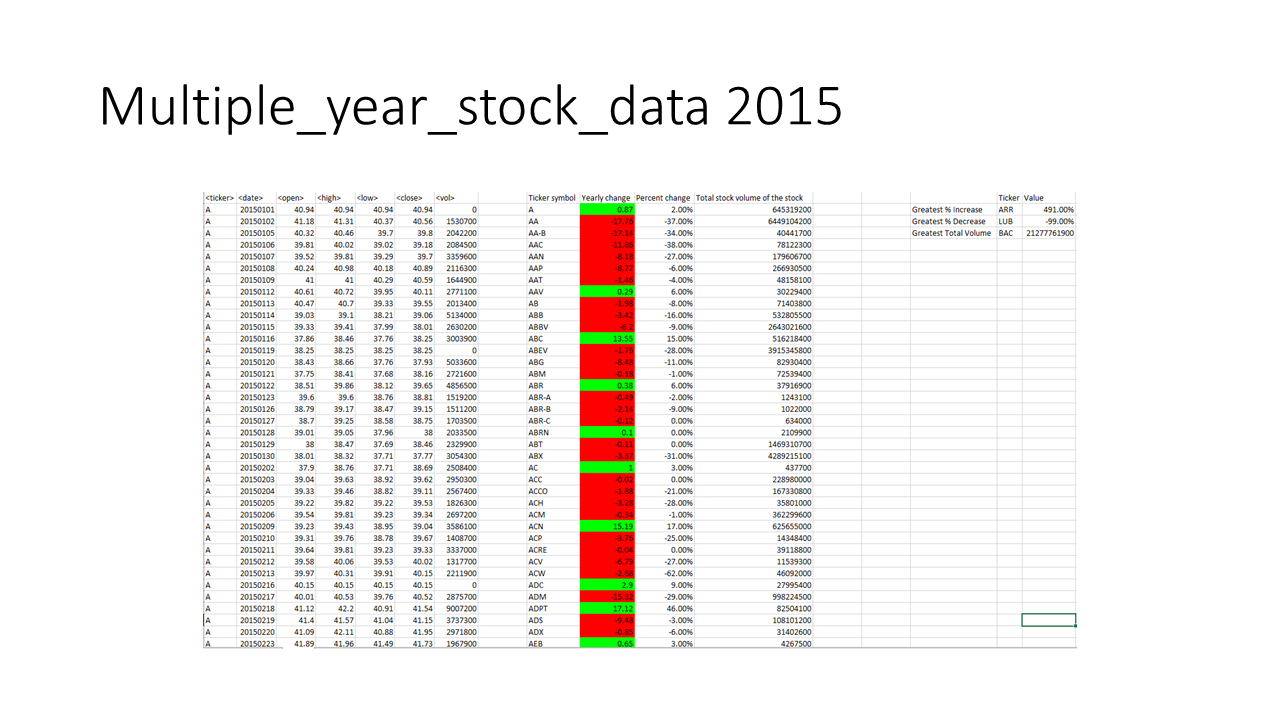 Multiple_year_stock_data 2015
<ticker> <date> <open> <high> <low> <close> <vol> Ticker symbol Yearly change Percent change Total stock volume of the stock Ticker Value
A 20150101 40.94 40.94 40.94 40.94 0 A 0.87 2.00% 645319200 Greatest % Increase ARR 491.00%
A 20150102 41.18 41.31 40.37 40.56 1530700 AA -17.76 -37.00% 6449104200 Greatest % Decrease LUB -99.00%
A 20150105 40.32 40.46 39.7 39.8 2042200 AA-B -17.14 -34.00% 40441700 Greatest Total Volume BAC 21277761900
A 20150106 39.81 40.02 39.02 39.18 2084500 AAC -11.86 -38.00% 78122300
A 20150107 39.52 39.81 39.29 39.7 3359600 AAN -8.18 -27.00% 179606700
A 20150108 40.24 40.98 40.18 40.89 2116300 AAP -8.77 -6.00% 266930500
A 20150109 41 41 40.29 40.59 1644900 AAT -1.46 -4.00% 48158100
A 20150112 40.61 40.72 39.95 40.11 2771100 AAV 0.29 6.00% 30229400
A 20150113 40.47 40.7 39.33 39.55 2013400 AB -8.00% 71403800
A 20150114 39.03 39.1 38.21 39.06 5134000 ABB -3.42 -16.00% 532805500
A 20150115 39.33 39.41 37.99 38.01 2630200 ABBV -6.2 -9.00% 2643021600
A 20150116 37.86 38.46 37.76 38.25 3003900 ABC 13.55 15.00% 516218400
A 20150119 38.25 38.25 38.25 38.25 0 ABEV -1.76 -28.00% 3915345800
A 20150120 38.43 38.66 37.76 37.93 5033600 ABG -8.48 -11.00% 82930400
A 20150121 37.75 38.41 37.68 38.16 2721600 ABM -1.00% 72539400
A 20150122 38.51 39.86 38.12 39.65 4856500 ABR 0.38 6.00% 37916900
A 20150123 39.6 39.6 38.76 38.81 1519200 ABR-A -0.49 -2.00% 1243100
A 20150126 38.79 39.17 38.47 39.15 1511200 ABR-B -2.14 -9.00% 1022000
A 20150127 38.7 39.25 38.58 38.75 1703500 ABR-C -0.12 0.00% 634000
A 20150128 39.01 39.05 37.96 38 2033500 ABRN 0.1 0.00% 2109900
A 20150129 38 38.47 37.69 38.46 2329900 ABT -0.11 0.00% 1469310700
A 20150130 38.01 38.32 37.71 37.77 3054300 ABX -3.37 -31.00% 4289215100
A 20150202 37.9 38.76 37.71 38.69 2508400 AC 1 3.00% 437700
A 20150203 39.04 39.63 38.92 39.62 2950300 ACC -0.02 0.00% 228980000
A 20150204 39.33 39.46 38.82 39.11 2567400 ACCO -1.88 -21.00% 167330800
A 20150205 39.22 39.82 39.22 39.53 1826300 ACH -3.28 -28.00% 35801000
A 20150206 39.54 39.81 39.23 39.34 2697200 ACM -0.34 -1.00% 362299600
A 20150209 39.23 39.43 38.95 39.04 3586100 ACN 15.19 17.00% 625655000
A 20150210 39.31 39.76 38.78 39.67 1408700 ACP -3.76 -25.00% 14348400
A 20150211 39.64 39.81 39.23 39.33 3337000 ACRE -0.04 0.00% 39118800
A 20150212 39.58 40.06 39.53 40.02 1317700 ACV -6.79 -27.00% 11539300
A 20150213 39.97 40.31 39.91 40.15 2211900 ACW -62.00% 46092000
A 20150216 40.15 40.15 40.15 40.15 0 ADC 2.9 9.00% 27995400
A 20150217 40.01 40.53 39.76 40.52 2875700 ADM -15.32 -29.00% 998224500
A 20150218 41.12 42.2 40.91 41.54 9007200 ADPT 17.12 46.00% 82504100
A 20150219 41.4 41.57 41.04 41.15 3737300 ADS -9.48 -3.00% 108101200
A 20150220 41.09 42.11 40.88 41.95 2971800 ADX -6.00% 31402600
A 20150223 41.89 41.96 41.49 41.73 1967900 AEB 0.65 3.00% 4267500